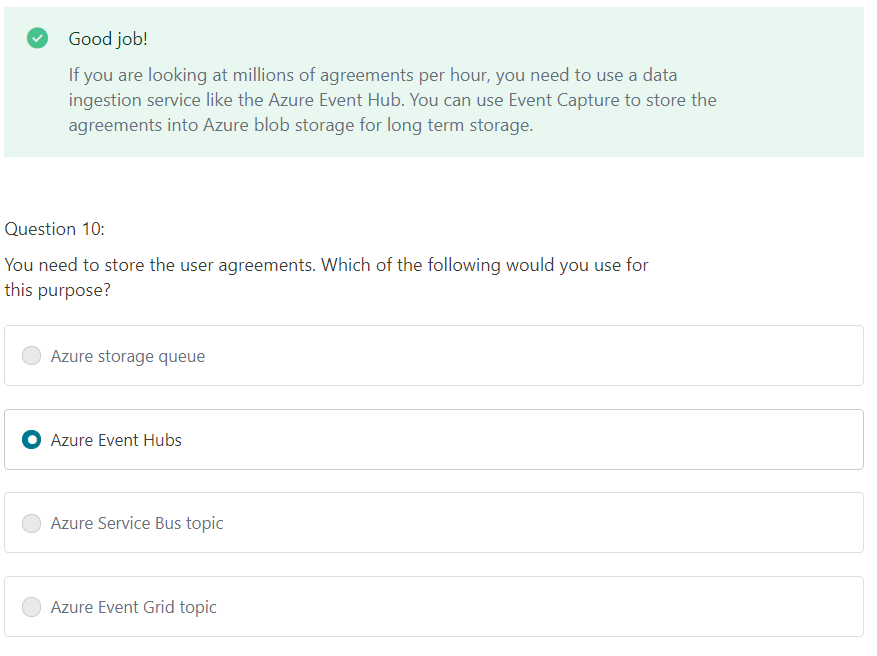 Good job!
If you are looking at millions of agreements per hour, you need to use a data
ingestion service like the Azure Event Hub. You can use Event Capture to store the
agreements into Azure blob storage for long term storage.
Question 10:
You need to store the user agreements. Which of the following would you use for
this purpose?
Azure storage queue
Azure Event Hubs
Azure Service Bus topic
Azure Event Grid topic